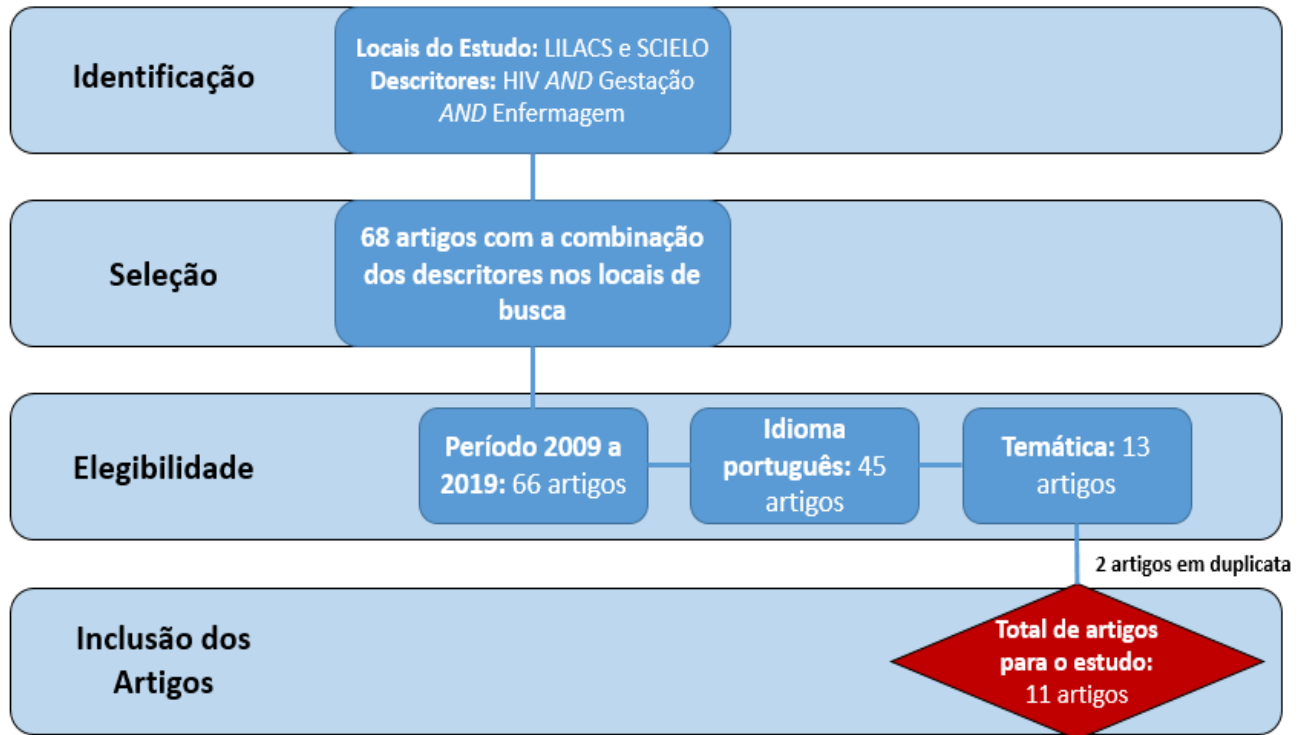 Identificação
Locais do Estudo: LILACS e SCIELO
Descritores: HIV AND Gestação
AND Enfermagem
Seleção
68 artigos com a combinação
dos descritores nos locais de
busca
Elegibilidade
Período 2009 a
2019: 66 artigos
Idioma
português: 45
artigos
Temática: 13
artigos
2 artigos em duplicata
Inclusão dos
Artigos
Total de artigos
para o estudo:
11 artigos